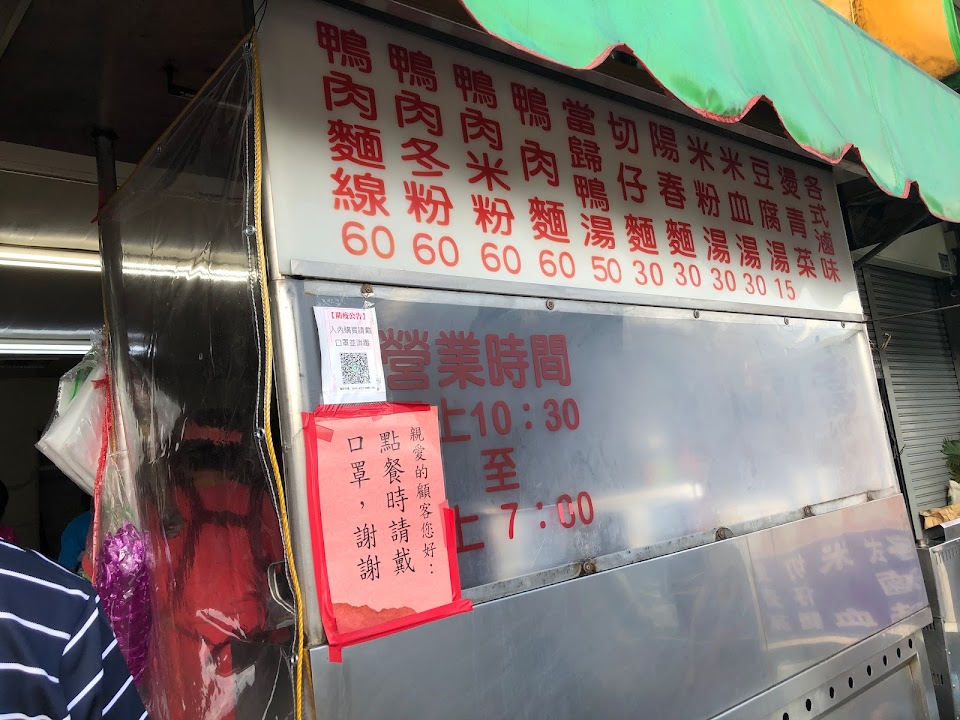 鴨肉麵線 60
鴨肉冬粉 60
鴨肉米粉 60
鴨肉麵 60
當歸鴨湯 50
切仔麵 30
陽春麵 30
米粉湯 30
米血湯 30
豆腐湯 15
燙青菜
各式滷味
【防疫公告】
入內購買請戴
口罩並消毒
營業時間
上10：30
至
上 7：00
親愛的顧客您好：
點餐時請戴
口罩，謝謝